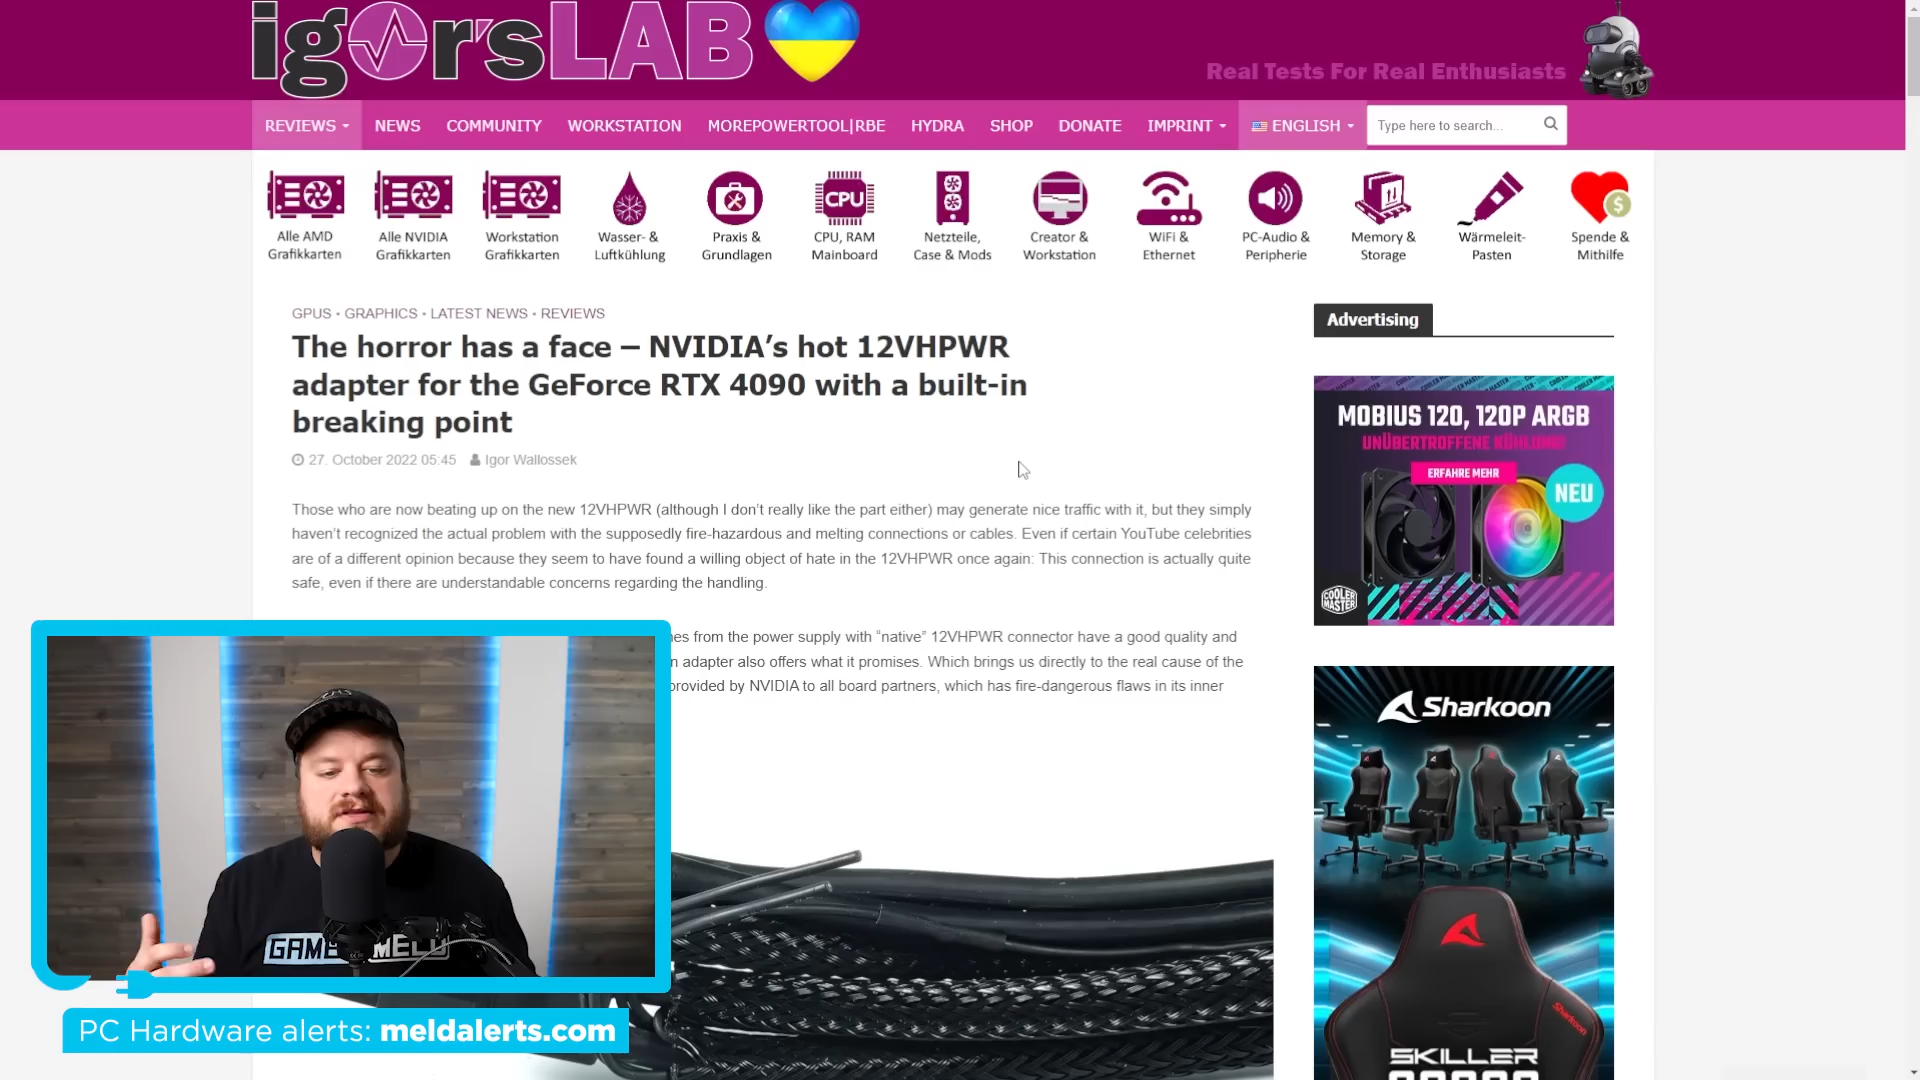 igor'sLAB
Real Tests For Real Enthusiasts
REVIEWS NEWS COMMUNITY WORKSTATION MOREPOWERTOOL|RBE HYDRA SHOP DONATE IMPRINT ENGLISH Type here to search...
Alle AMD Grafikkarten
Alle NVIDIA Grafikkarten
Workstation Grafikkarten
Wasser- & Luftkühlung
Praxis & Grundlagen
CPU
CPU, RAM Mainboard
Netzteile, Case & Mods
Creator & Workstation
WiFi & Ethernet
PC-Audio & Peripherie
Memory & Storage
Wärmeleit-Pasten
$
Spende & Mithilfe
GPUS • GRAPHICS • LATEST NEWS • REVIEWS
The horror has a face – NVIDIA's hot 12VHPWR
adapter for the GeForce RTX 4090 with a built-in
breaking point
27. October 2022 05:45 Igor Wallossek
Those who are now beating up on the new 12VHPWR (although I don't really like the part either) may generate nice traffic with it, but they simply
haven't recognized the actual problem with the supposedly fire-hazardous and melting connections or cables. Even if certain YouTube celebrities
are of a different opinion because they seem to have found a willing object of hate in the 12VHPWR once again: This connection is actually quite
safe, even if there are understandable concerns regarding the handling.
from the power supply with “native” 12VHPWR connector have a good quality and
adapter also offers what it promises. Which brings us directly to the real cause of the
provided by NVIDIA to all board partners, which has fire-dangerous flaws in its inner
Advertising
MOBIUS 120, 120P ARGB
UNÜBERTROFFENE KÜHLUNG!
ERFAHRE MEHR
NEU
COOLER MASTER
Sharkoon
Sharkoon
SKILLER
BATMAN
GAME MELD
PC Hardware alerts: meldalerts.com